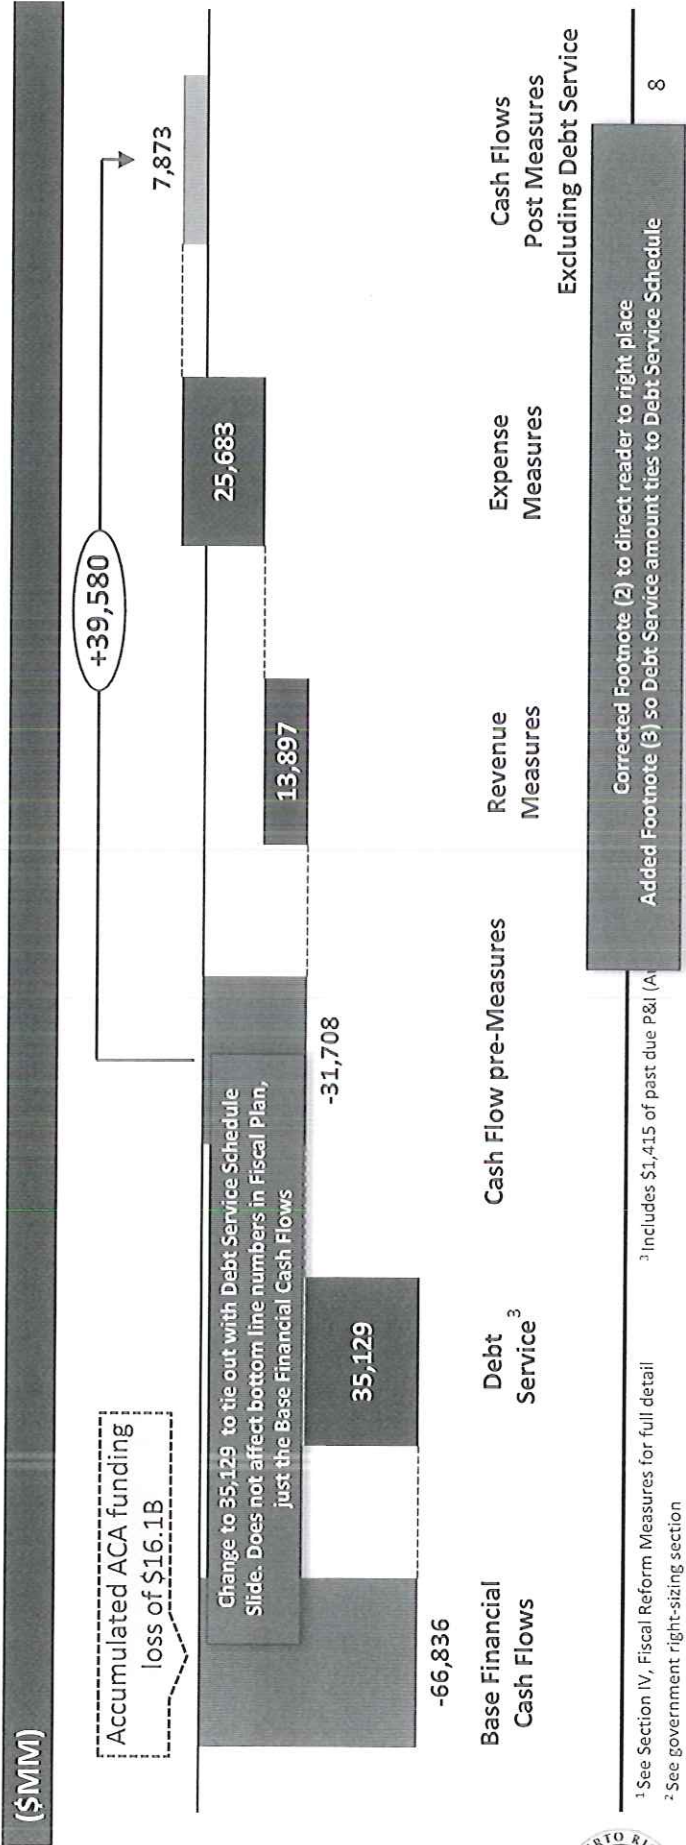 ($MM)
Accumulated ACA funding
loss of $16.1B
+39,580
7,873
Change to 35,129 to tie out with Debt Service Schedule
Slide. Does not affect bottom line numbers in Fiscal Plan,
just the Base Financial Cash Flows
-66,836
35,129
-31,708
13,897
25,683
Base Financial
Cash Flows
Debt
Service 3
Cash Flow pre-Measures
Revenue
Measures
Expense
Measures
Cash Flows
Post Measures
Excluding Debt Service
Corrected Footnote (2) to direct reader to right place
Added Footnote (3) so Debt Service amount ties to Debt Service Schedule
1 See Section IV, Fiscal Reform Measures for full detail
2 See government right-sizing section
3 Includes $1,415 of past due P&I
8